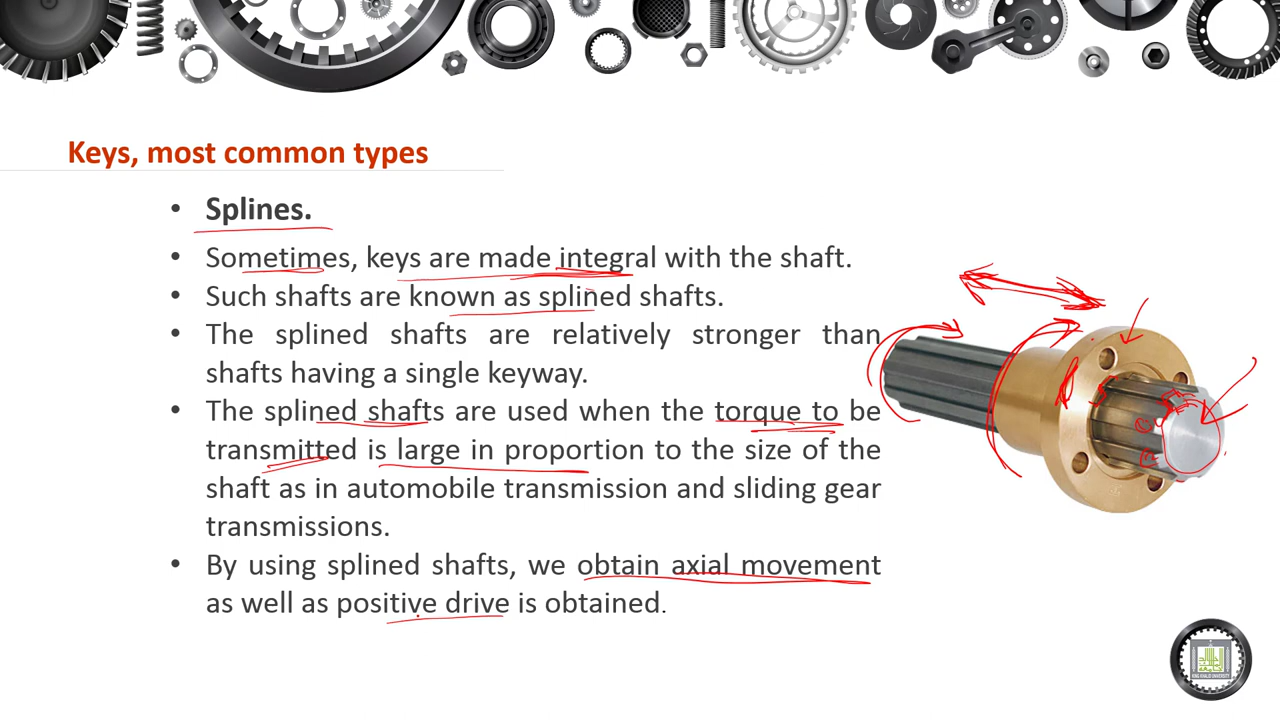 Keys, most common types
• Splines.
• Sometimes, keys are made integral with the shaft.
• Such shafts are known as splined shafts.
• The splined shafts are relatively stronger than
shafts having a single keyway.
• The splined shafts are used when the torque to be
transmitted is large in proportion to the size of the
shaft as in automobile transmission and sliding gear
transmissions.
• By using splined shafts, we obtain axial movement
as well as positive drive is obtained.
KING KHALID UNIVERSITY